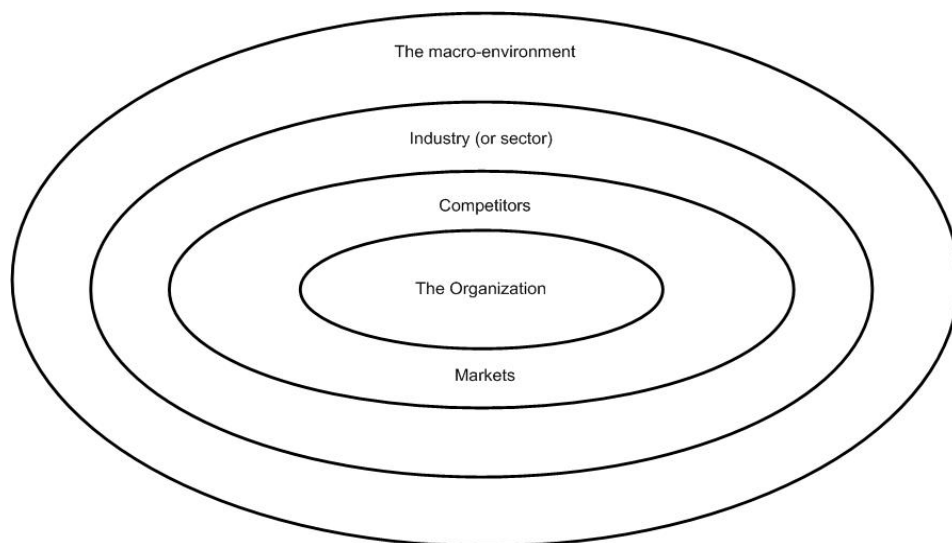 The macro-environment
Industry (or sector)
Competitors
The Organization
Markets